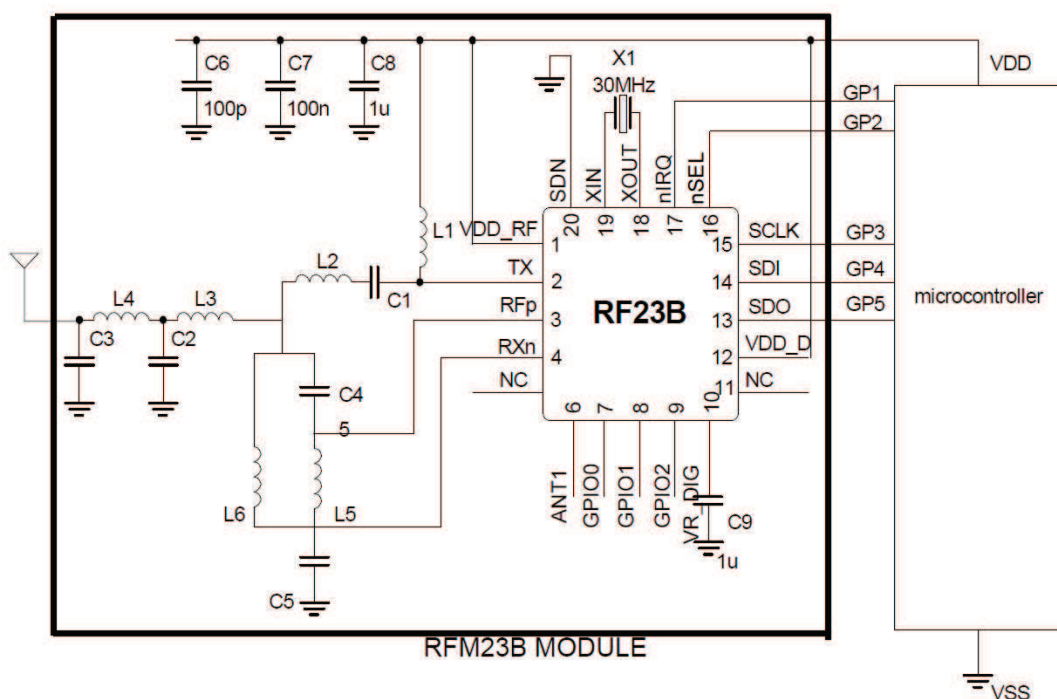 C6
100p
C7
100n
C8
1u
X1
30MHz
VDD
GP1
GP2
SDN
XIN
XOUT
nIRQ
nSEL
20
19
18
17
16
L1
VDD_RF
1
15
SCLK
GP3
L2
C1
TX
2
14
SDI
GP4
L4
L3
RFp
3
RF23B
13
SDO
GP5
microcontroller
C3
C2
RXn
4
12
VDD_D
NC
11
NC
C4
5
6
7
8
9
10
L6
L5
ANT1
GPIO0
GPIO1
GPIO2
VR_DIG
C9
1u
C5
RFM23B MODULE
VSS